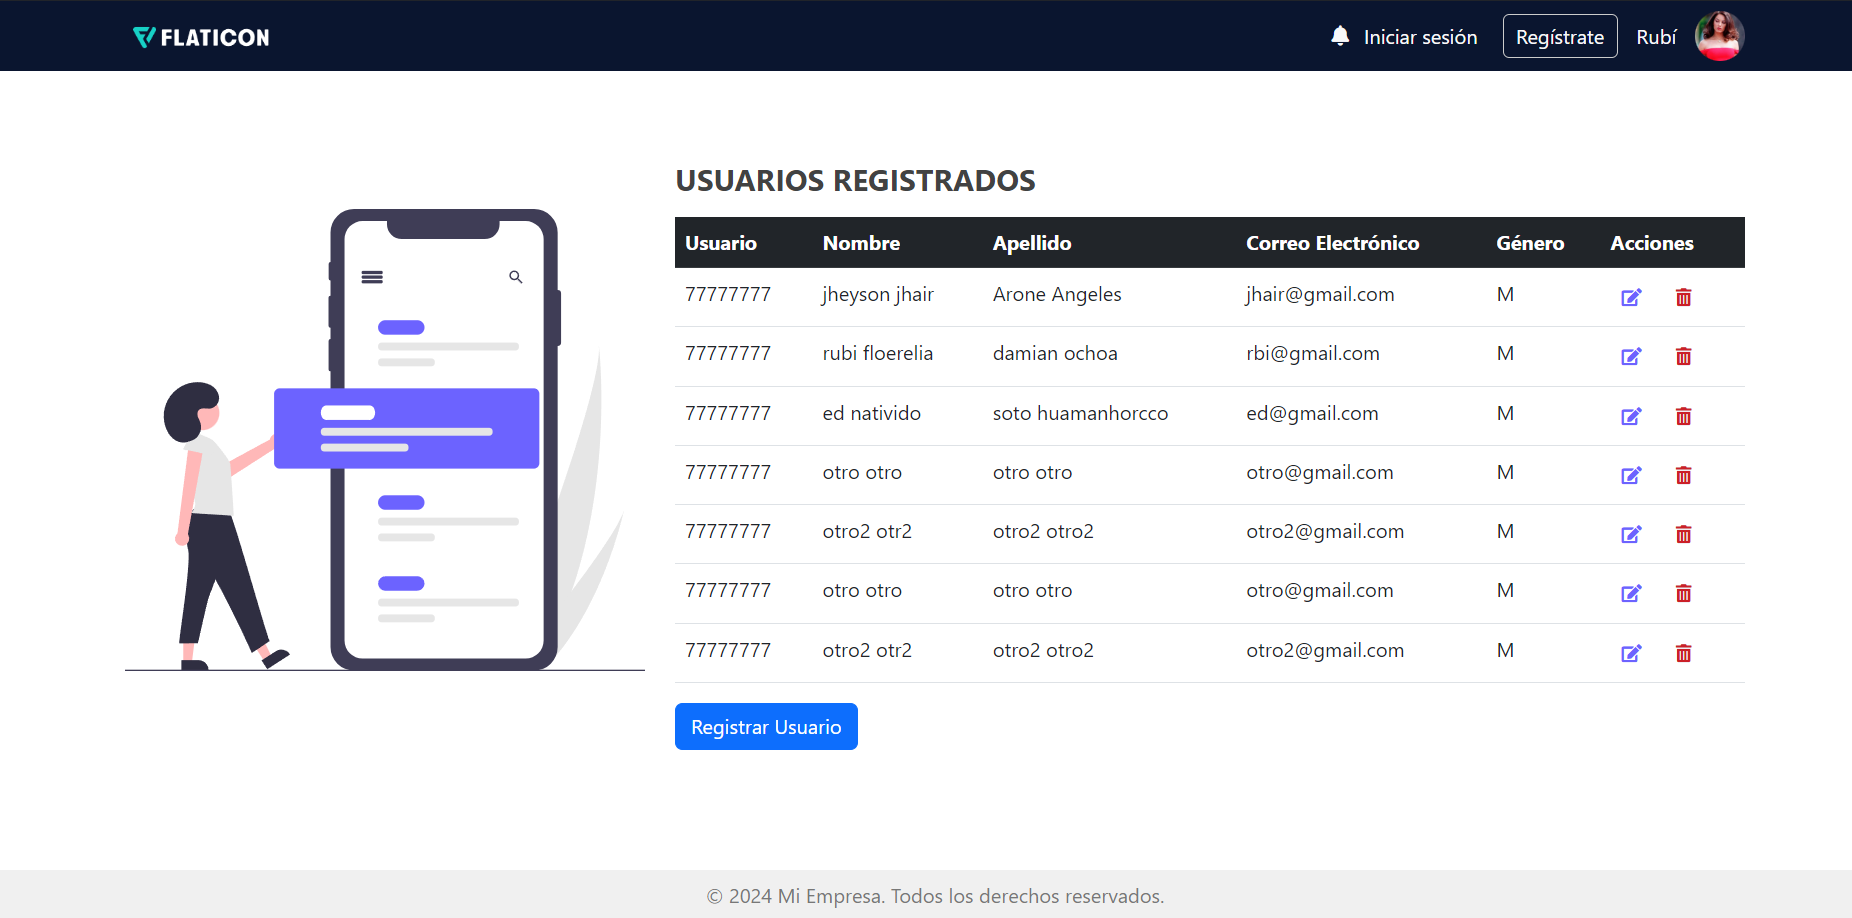 FLATICON
Iniciar sesión Regístrate Rubí
USUARIOS REGISTRADOS
Usuario Nombre Apellido Correo Electrónico Género Acciones
77777777 jheyson jhair Arone Angeles jhair@gmail.com M
77777777 rubi floerelia damian ochoa rbi@gmail.com M
77777777 ed nativido soto huamanhorcco ed@gmail.com M
77777777 otro otro otro otro otro@gmail.com M
77777777 otro2 otr2 otro2 otro2 otro2@gmail.com M
77777777 otro otro otro otro otro@gmail.com M
77777777 otro2 otr2 otro2 otro2 otro2@gmail.com M
Registrar Usuario
© 2024 Mi Empresa. Todos los derechos reservados.